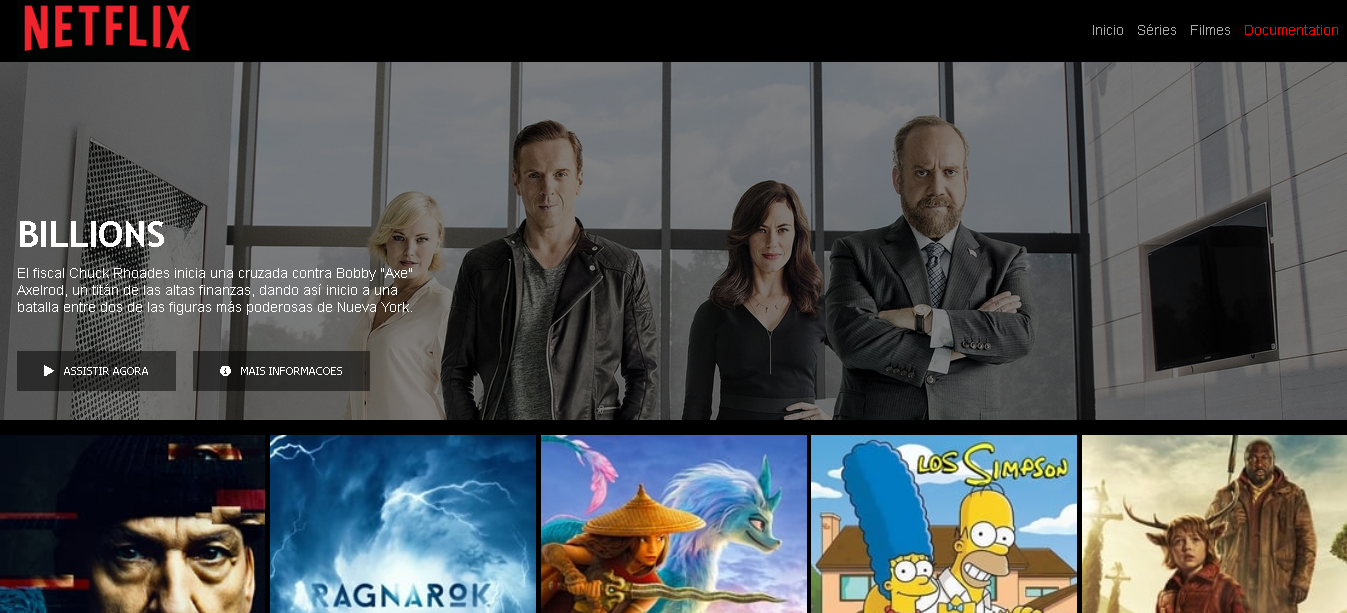 NETFLIX
Inicio Séries Filmes Documentation
BILLIONS
El fiscal Chuck Rhoades inicia una cruzada contra Bobby "Axe"
Axelrod, un titán de las altas finanzas, dando así inicio a una
batalla entre dos de las figuras más poderosas de Nueva York.
ASSISTIR AGORA MAIS INFORMACOES
RAGNAROK
LOS SIMPSON